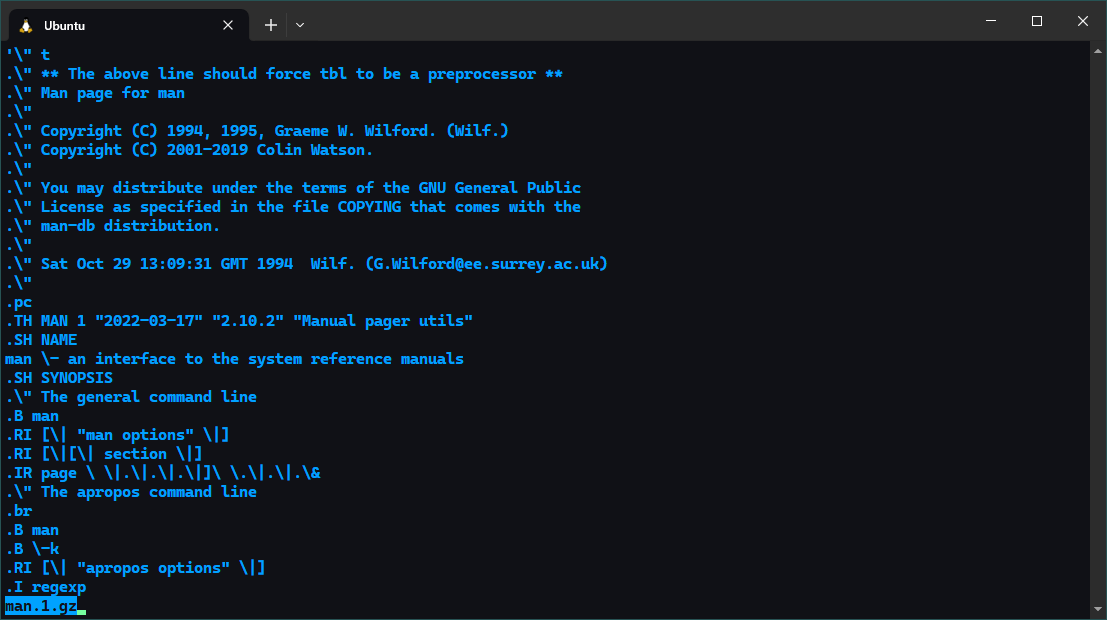 Ubuntu
'\" t
.\" ** The above line should force tbl to be a preprocessor **
.\" Man page for man
.\"
.\" Copyright (C) 1994, 1995, Graeme W. Wilford. (Wilf.)
.\" Copyright (C) 2001-2019 Colin Watson.
.\"
.\" You may distribute under the terms of the GNU General Public
.\" License as specified in the file COPYING that comes with the
.\" man-db distribution.
.\"
.\" Sat Oct 29 13:09:31 GMT 1994  Wilf. (G.Wilford@ee.surrey.ac.uk)
.\"
.pc
.TH MAN 1 "2022-03-17" "2.10.2" "Manual pager utils"
.SH NAME
man \- an interface to the system reference manuals
.SH SYNOPSIS
.\" The general command line
.B man
.RI [\| "man options" \|]
.RI [\|[\| section \|]
.IR page \ \|.\|.\|.\|]\ \.\|.\|.\&
.\" The apropos command line
.br
.B man
.B \-k
.RI [\| "apropos options" \|]
.I regexp
man.1.gz